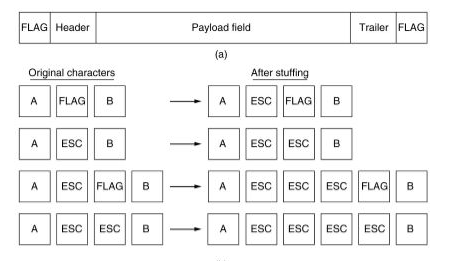 FLAG Header Payload field Trailer FLAG
(a)
Original characters After stuffing
A FLAG B A ESC FLAG B
A ESC B A ESC ESC B
A ESC FLAG B A ESC ESC ESC FLAG B
A ESC ESC B A ESC ESC ESC ESC B